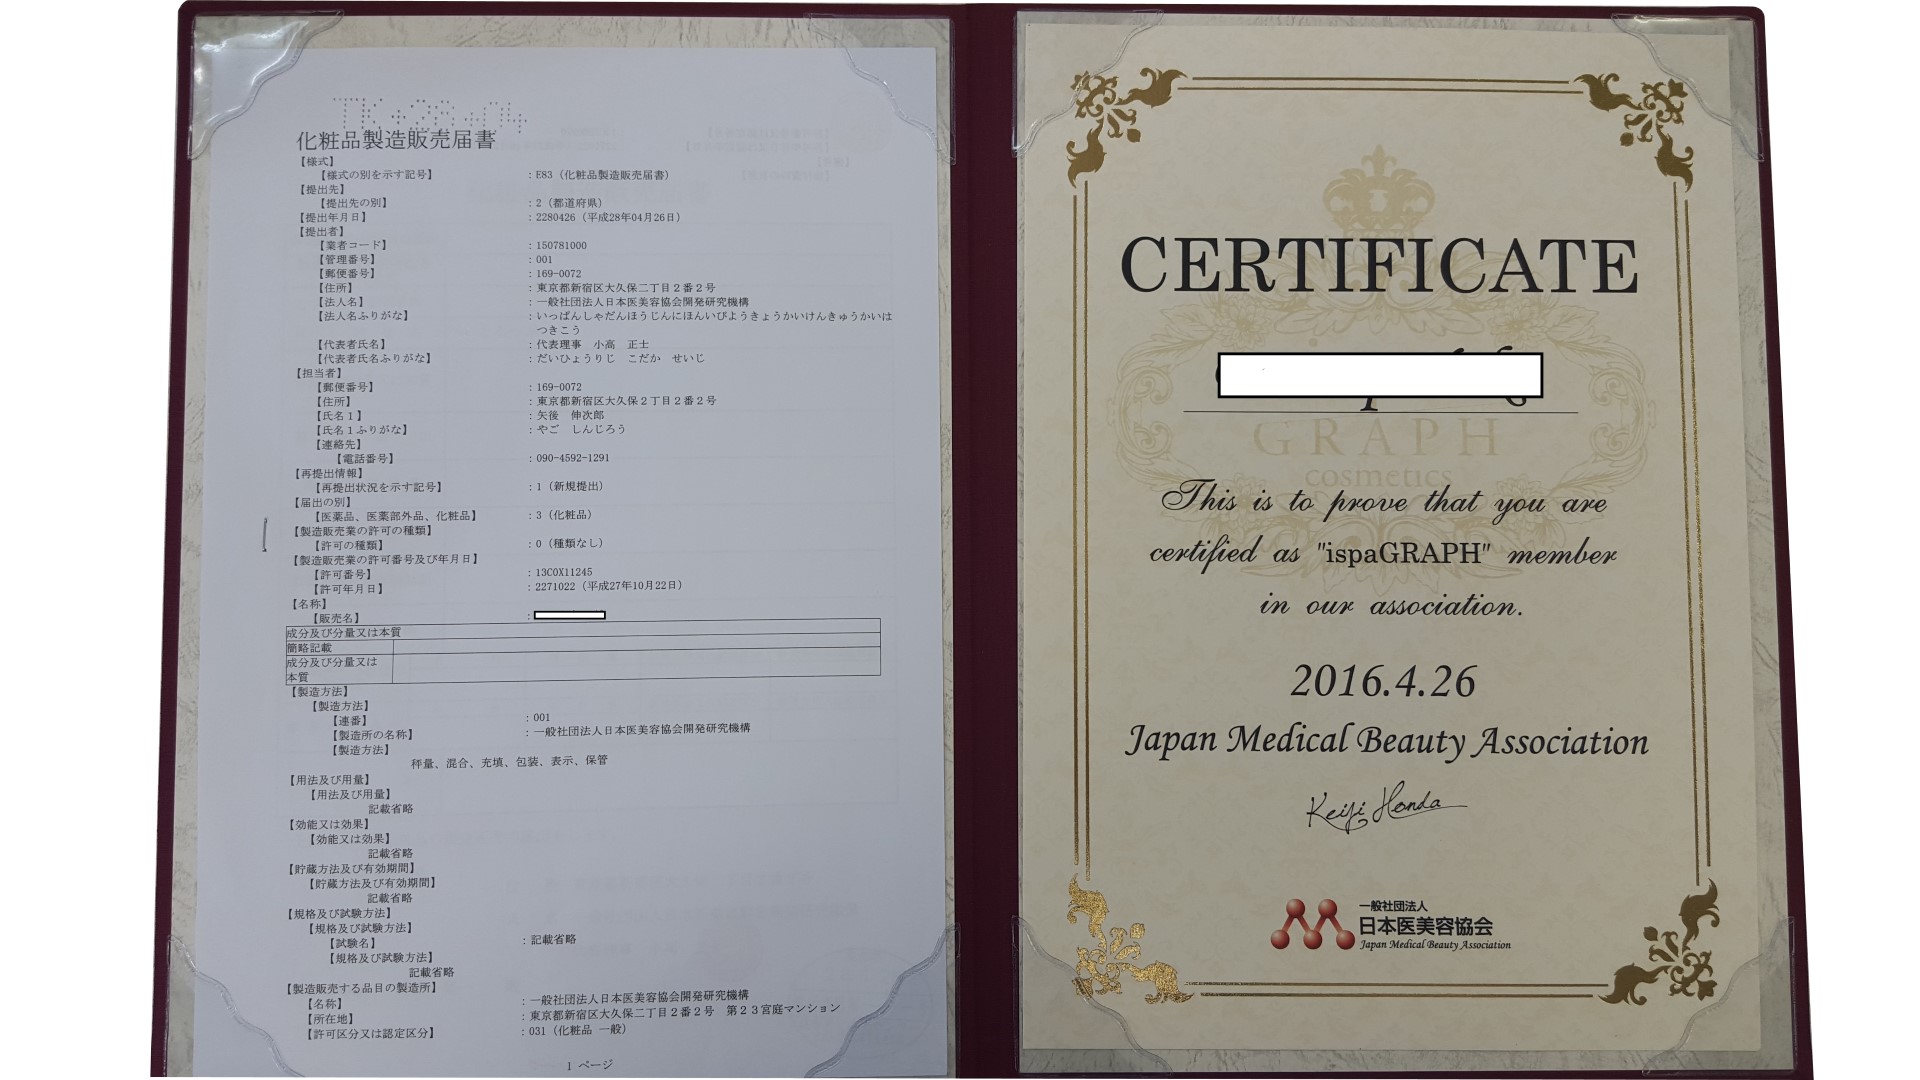 TK+28+04
化粧品製造販売届書
【様式】
【様式の別を示す記号】 : E83（化粧品製造販売届書）
【提出先】
【提出先の別】 : 2（都道府県）
【提出年月日】 : 2280426（平成28年04月26日）
【提出者】
【業者コード】 : 150781000
【管理番号】 : 001
【郵便番号】 : 169-0072
【住所】 : 東京都新宿区大久保二丁目２番２号
【法人名】 : 一般社団法人日本医美容協会開発研究機構
【法人名ふりがな】 : いっぱんしゃだんほうじんにほんいびようきょうかいけんきゅうかいは
つきこう
【代表者氏名】 : 代表理事　小高　正士
【代表者氏名ふりがな】 : だいひょうりじ　こだか　せいじ
【担当者】
【郵便番号】 : 169-0072
【住所】 : 東京都新宿区大久保２丁目２番２号
【氏名１】 : 矢後　伸次郎
【氏名１ふりがな】 : やご　しんじろう
【連絡先】
【電話番号】 : 090-4592-1291
【再提出情報】
【再提出状況を示す記号】 : 1（新規提出）
【届出の別】
【医薬品、医薬部外品、化粧品】 : 3（化粧品）
【製造販売業の許可の種類】
【許可の種類】 : 0（種類なし）
【製造販売業の許可番号及び年月日】
【許可番号】 : 13C0X11245
【許可年月日】 : 2271022（平成27年10月22日）
【名称】
【販売名】 :
成分及び分量又は本質
簡略記載
成分及び分量又は
本質
【製造方法】
【製造方法】
【連番】 : 001
【製造所の名称】 : 一般社団法人日本医美容協会開発研究機構
【製造方法】
秤量、混合、充填、包装、表示、保管
【用法及び用量】
【用法及び用量】
記載省略
【効能又は効果】
【効能又は効果】
記載省略
【貯蔵方法及び有効期間】
【貯蔵方法及び有効期間】
記載省略
【規格及び試験方法】
【規格及び試験方法】
【試験名】 : 記載省略
【規格及び試験方法】
記載省略
【製造販売する品目の製造所】
【名称】 : 一般社団法人日本医美容協会開発研究機構
【所在地】 : 東京都新宿区大久保二丁目２番２号　第２３宮庭マンション
【許可区分又は認定区分】 : 031（化粧品 一般）
1 ページ
CERTIFICATE
GRAPH
cosmetics
This is to prove that you are
certified as "ispaGRAPH" member
in our association.
2016.4.26
Japan Medical Beauty Association
Keiji Honda
一般社団法人
日本医美容協会
Japan Medical Beauty Association